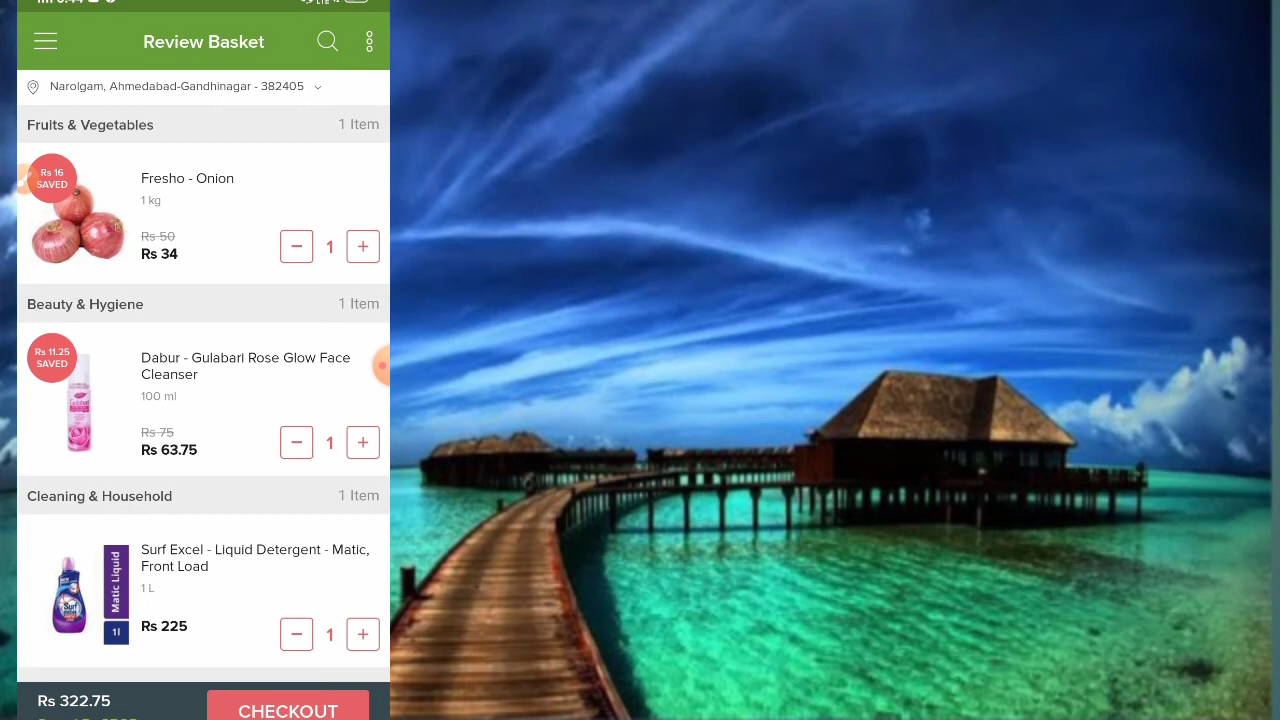 Review Basket
Narolgam, Ahmedabad-Gandhinagar - 382405
Fruits & Vegetables 1 Item
Rs 16
SAVED
Fresho - Onion
1 kg
Rs 50
Rs 34
1
Beauty & Hygiene 1 Item
Rs 11.25
SAVED
Dabur - Gulabari Rose Glow Face
Cleanser
100 ml
Rs 75
Rs 63.75
1
Cleaning & Household 1 Item
Surf Excel - Liquid Detergent - Matic,
Front Load
Surf
Matic Liquid
1l
1 L
Rs 225
1
Rs 322.75
CHECKOUT